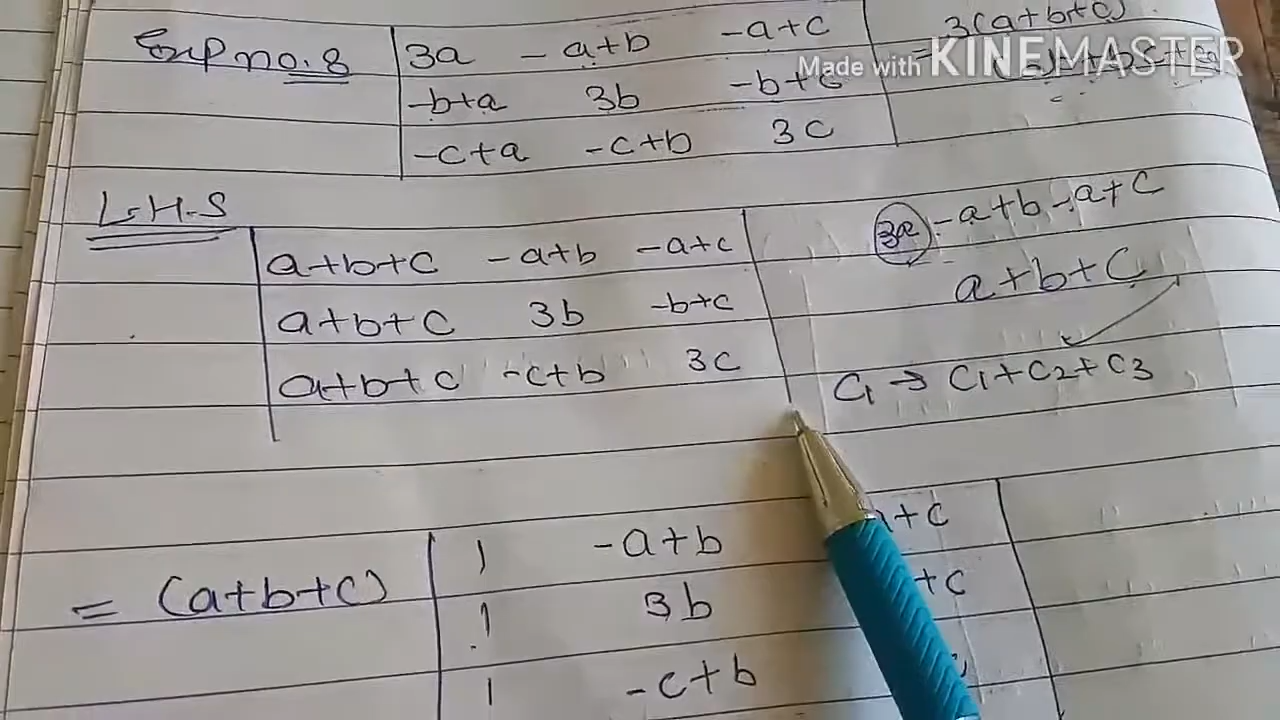 Exp no. 8 3a -a+b -a+c = 3(a+b+c)
Made with KINEMASTER
-b+a 3b -b+c
-c+a -c+b 3c
L.H.S
3a -a+b-a+c
a+b+c -a+b -a+c a+b+c
a+b+c 3b -b+c
a+b+c -c+b 3c C1 → C1+C2+C3
1 -a+b +c
= (a+b+c) 1 3b +c
1 -c+b